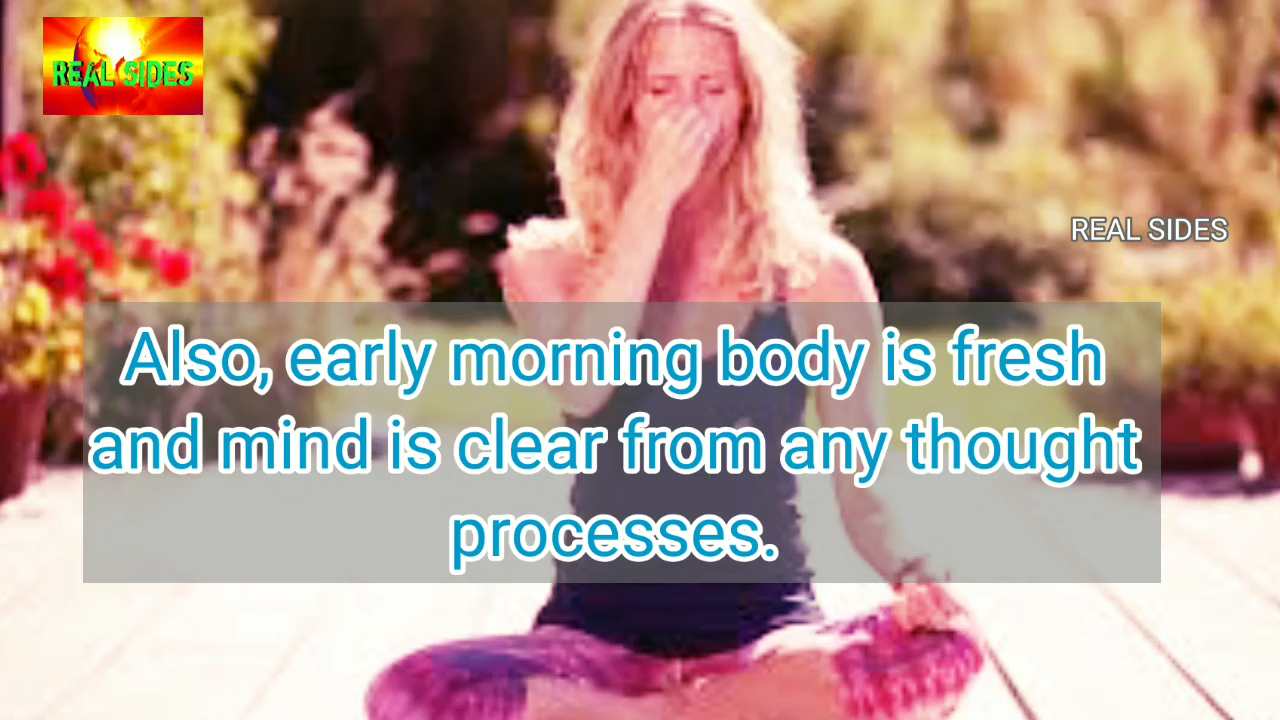 REAL SIDES
REAL SIDES
Also, early morning body is fresh
and mind is clear from any thought
processes.